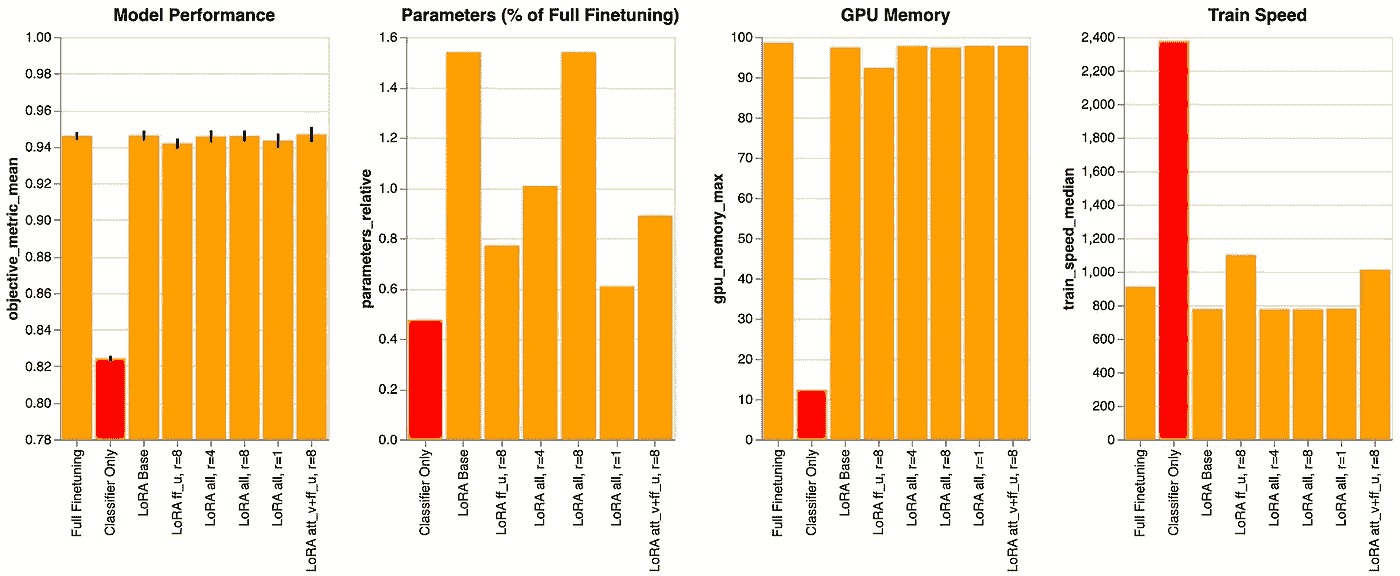 Model Performance
1.00
0.98
0.96
0.94
0.92
0.90
0.88
0.86
0.84
0.82
0.80
0.78
objective_metric_mean
Full Finetuning
Classifier Only
LoRA Base
LoRA ff_u, r=8
LoRA all, r=4
LoRA all, r=8
LoRA all, r=1
LoRA att_v+ff_u, r=8
Parameters (% of Full Finetuning)
1.6
1.4
1.2
1.0
0.8
0.6
0.4
0.2
0.0
parameters_relative
Classifier Only
LoRA Base
LoRA ff_u, r=8
LoRA all, r=4
LoRA all, r=8
LoRA all, r=1
LoRA att_v+ff_u, r=8
GPU Memory
100
90
80
70
60
50
40
30
20
10
0
gpu_memory_max
Full Finetuning
Classifier Only
LoRA Base
LoRA ff_u, r=8
LoRA all, r=4
LoRA all, r=8
LoRA all, r=1
LoRA att_v+ff_u, r=8
Train Speed
2,400
2,200
2,000
1,800
1,600
1,400
1,200
1,000
800
600
400
200
0
train_speed_median
Full Finetuning
Classifier Only
LoRA Base
LoRA ff_u, r=8
LoRA all, r=4
LoRA all, r=8
LoRA all, r=1
LoRA att_v+ff_u, r=8